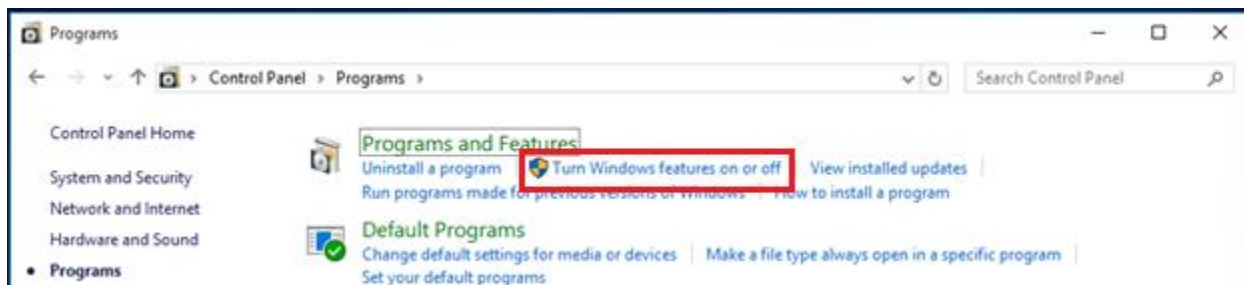 Programs
Control Panel > Programs >
Search Control Panel
Control Panel Home
System and Security
Network and Internet
Hardware and Sound
Programs
Programs and Features
Uninstall a program Turn Windows features on or off View installed updates
Run programs made for previous versions of Windows How to install a program
Default Programs
Change default settings for media or devices Make a file type always open in a specific program
Set your default programs